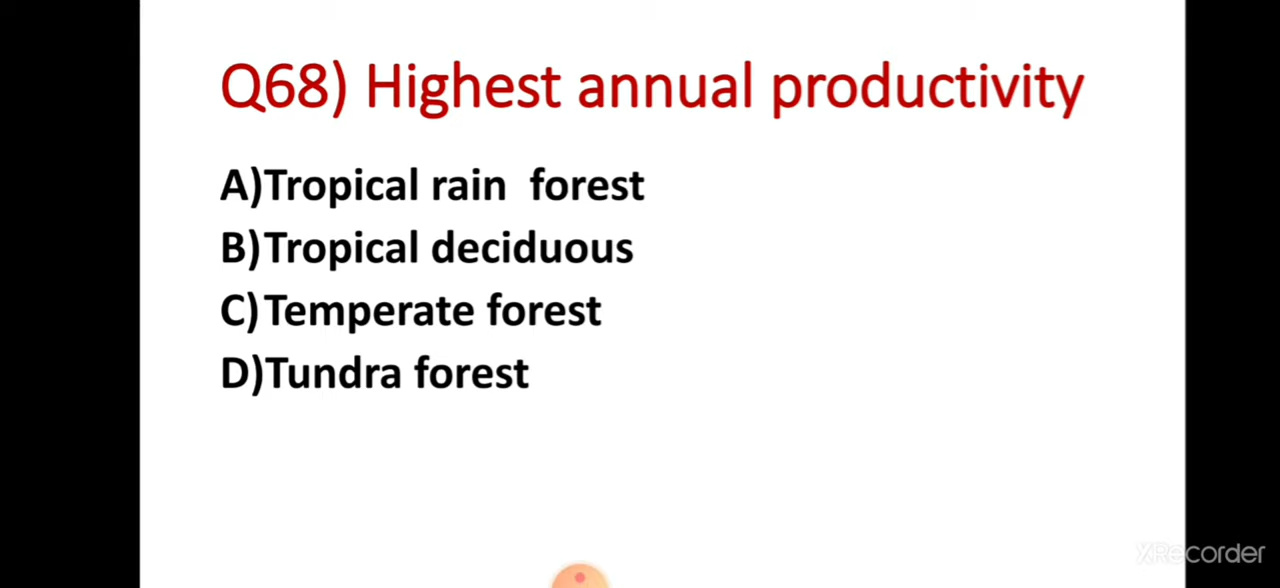 Q68) Highest annual productivity
A)Tropical rain forest
B)Tropical deciduous
C)Temperate forest
D)Tundra forest
XRecorder